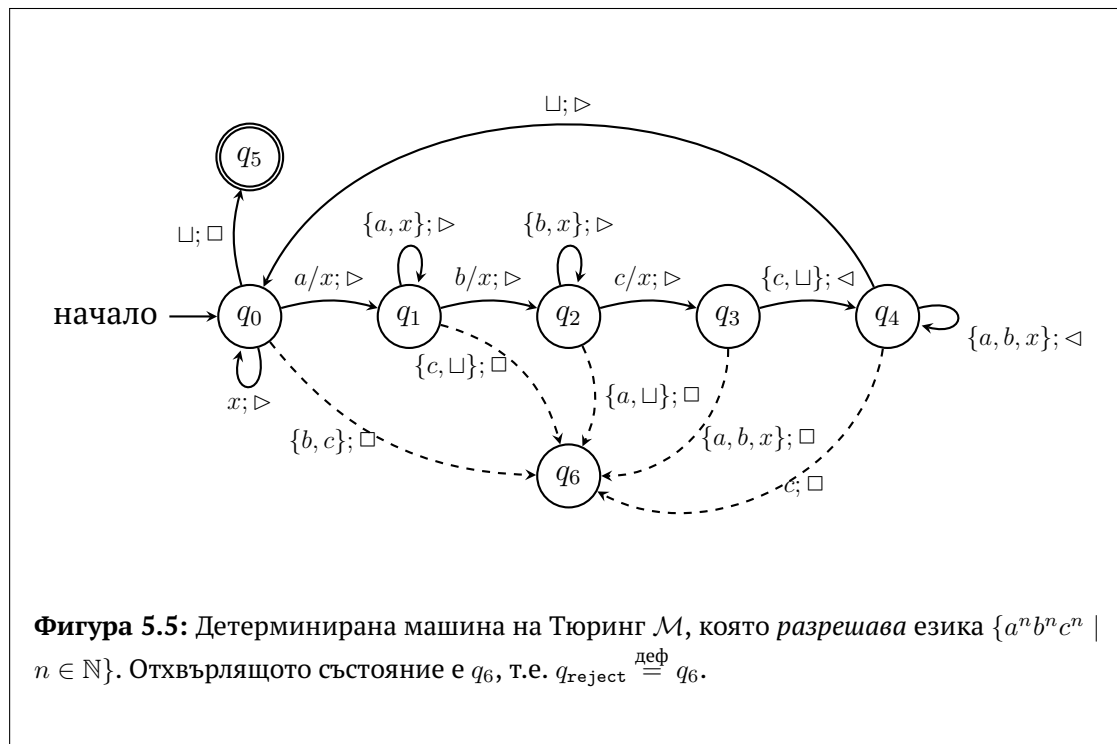 ⊔; ▷
q₅
{a, x}; ▷
{b, x}; ▷
⊔; □
a/x; ▷
b/x; ▷
c/x; ▷
{c, ⊔}; ◁
начало
q₀
q₁
q₂
q₃
q₄
{a, b, x}; ◁
{c, ⊔}; □
x; ▷
{a, ⊔}; □
{b, c}; □
{a, b, x}; □
q₆
c; □
Фигура 5.5: Детерминирана машина на Тюринг ℳ, която разрешава езика {aⁿbⁿcⁿ |
n ∈ ℕ}. Отхвърлящото състояние е q₆, т.е. q_reject деф= q₆.